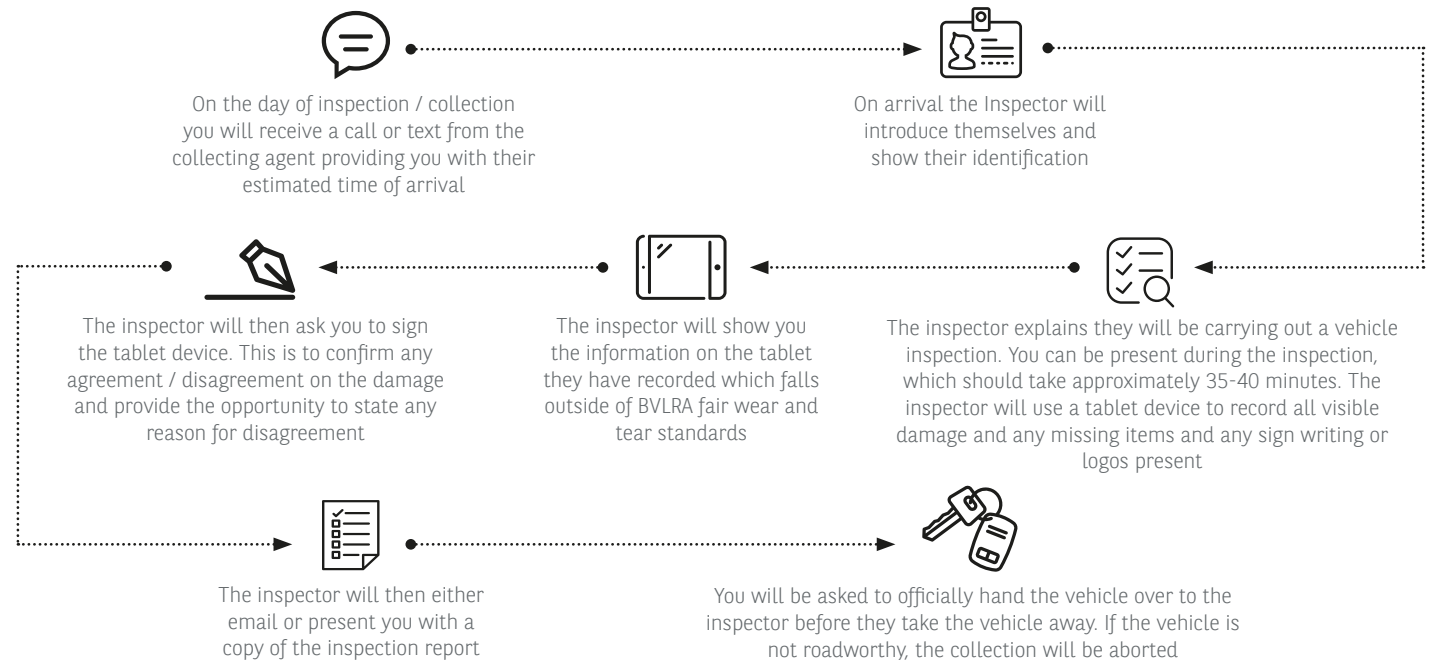 On the day of inspection / collection
you will receive a call or text from the
collecting agent providing you with their
estimated time of arrival
On arrival the Inspector will
introduce themselves and
show their identification
The inspector explains they will be carrying out a vehicle
inspection. You can be present during the inspection,
which should take approximately 35-40 minutes. The
inspector will use a tablet device to record all visible
damage and any missing items and any sign writing or
logos present
The inspector will show you
the information on the tablet
they have recorded which falls
outside of BVLRA fair wear and
tear standards
The inspector will then ask you to sign
the tablet device. This is to confirm any
agreement / disagreement on the damage
and provide the opportunity to state any
reason for disagreement
The inspector will then either
email or present you with a
copy of the inspection report
You will be asked to officially hand the vehicle over to the
inspector before they take the vehicle away. If the vehicle is
not roadworthy, the collection will be aborted